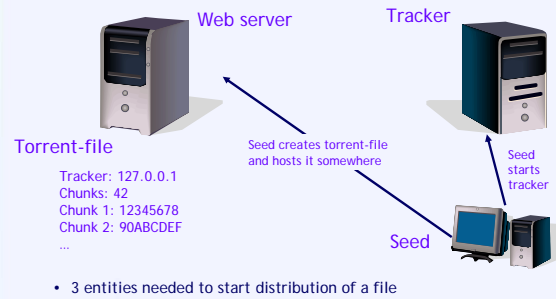 Web server
Tracker
Torrent-file
Tracker: 127.0.0.1
Chunks: 42
Chunk 1: 12345678
Chunk 2: 90ABCDEF
...
Seed creates torrent-file
and hosts it somewhere
Seed
starts
tracker
Seed
• 3 entities needed to start distribution of a file